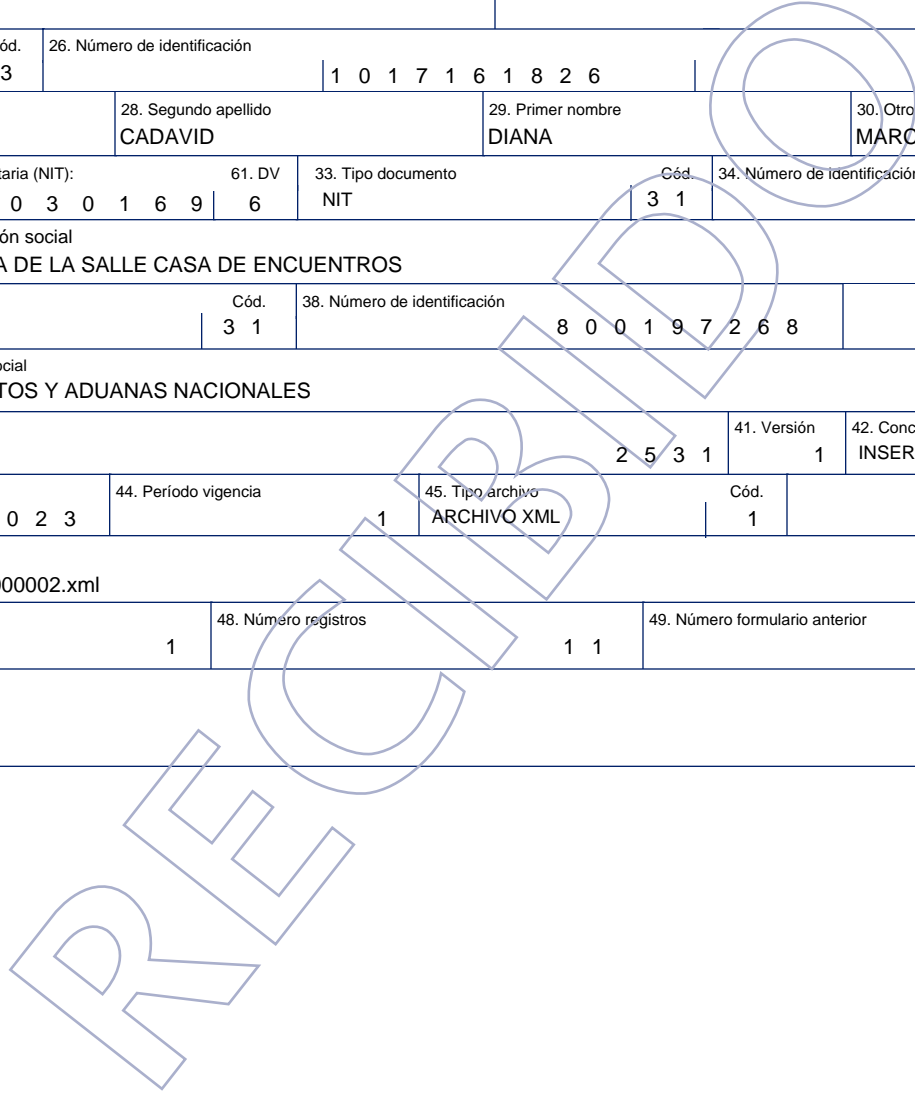 ód. 26. Número de identificación
3 1 0 1 7 1 6 1 8 2 6
28. Segundo apellido 29. Primer nombre 30. Otro
CADAVID DIANA MARC
taria (NIT): 61. DV 33. Tipo documento Cód. 34. Número de identificación
0 3 0 1 6 9 6 NIT 3 1
ón social
A DE LA SALLE CASA DE ENCUENTROS
Cód. 38. Número de identificación
3 1 8 0 0 1 9 7 2 6 8
ocial
TOS Y ADUANAS NACIONALES
41. Versión 42. Conc
2 5 3 1 1 INSER
44. Período vigencia 45. Tipo archivo Cód.
0 2 3 1 ARCHIVO XML 1
000002.xml
48. Número registros 49. Número formulario anterior
1 1 1
RECIBIDO